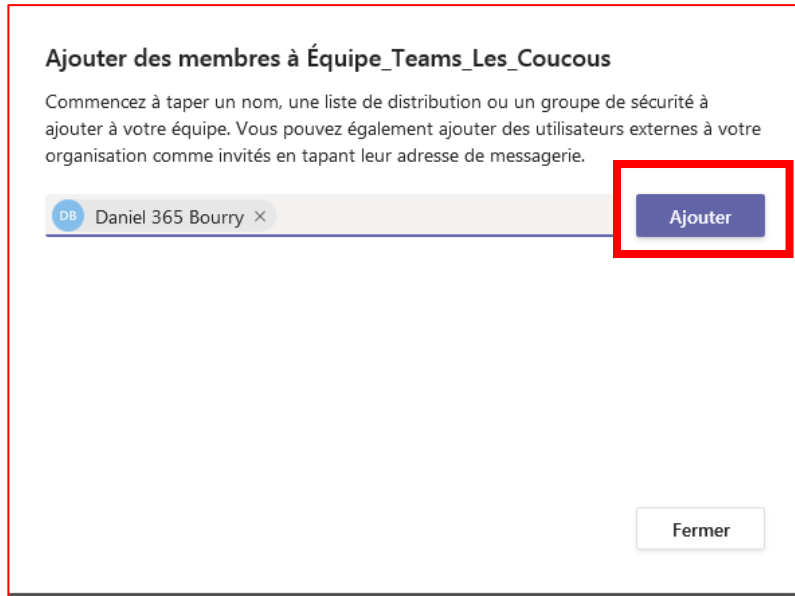 Ajouter des membres à Équipe_Teams_Les_Coucous
Commencez à taper un nom, une liste de distribution ou un groupe de sécurité à
ajouter à votre équipe. Vous pouvez également ajouter des utilisateurs externes à votre
organisation comme invités en tapant leur adresse de messagerie.
DB Daniel 365 Bourry × Ajouter
Fermer